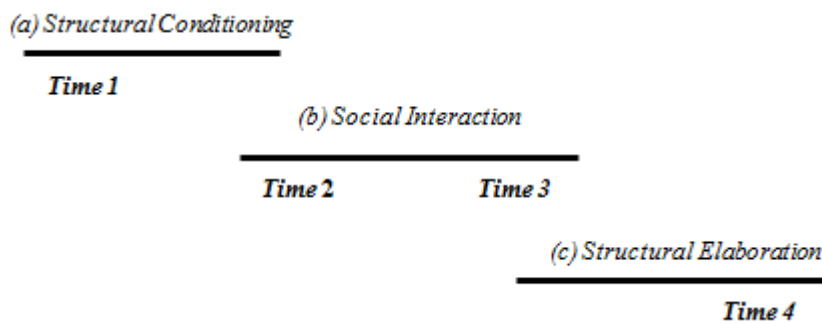 (a) Structural Conditioning
Time 1
(b) Social Interaction
Time 2 Time 3
(c) Structural Elaboration
Time 4